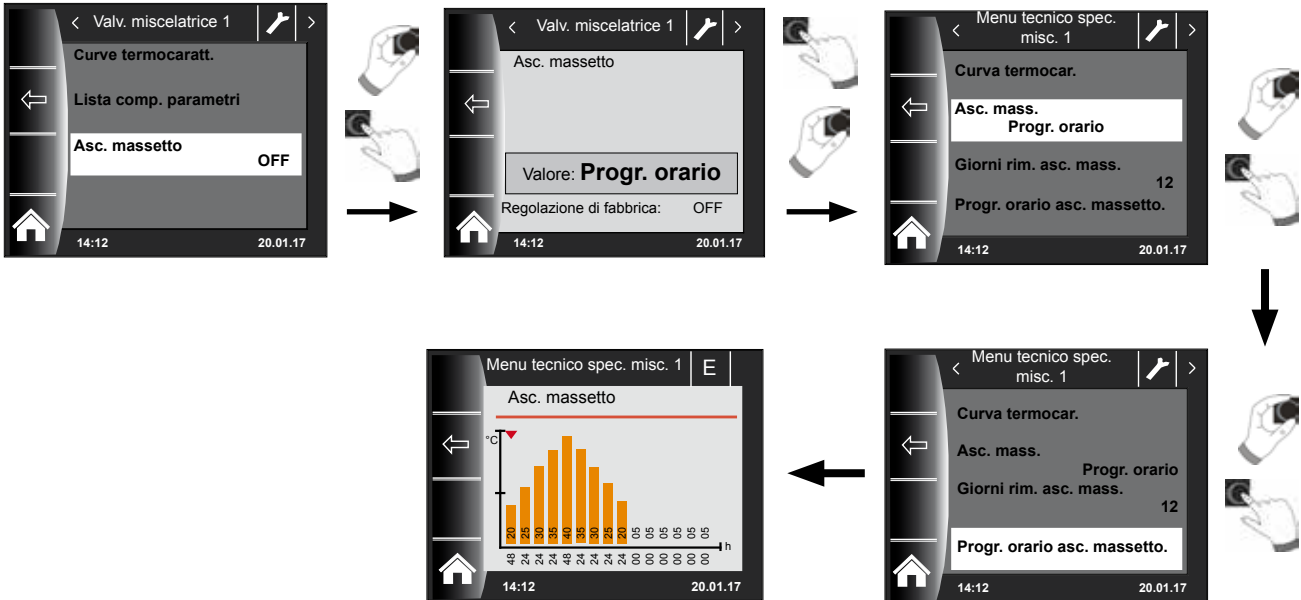 Valv. miscelatrice 1
Curve termocaratt.
Lista comp. parametri
Asc. massetto
OFF
14:12 20.01.17
Valv. miscelatrice 1
Asc. massetto
Valore: Progr. orario
Regolazione di fabbrica: OFF
14:12 20.01.17
Menu tecnico spec.
misc. 1
Curva termocar.
Asc. mass.
Progr. orario
Giorni rim. asc. mass.
12
Progr. orario asc. massetto.
14:12 20.01.17
Menu tecnico spec. misc. 1 E
Asc. massetto
°C
20 25 30 35 40 35 30 25 20 05 05 05 05 05
h
48 24 24 24 48 24 24 24 24 00 00 00 00 00
14:12 20.01.17
Menu tecnico spec.
misc. 1
Curva termocar.
Asc. mass.
Progr. orario
Giorni rim. asc. mass.
12
Progr. orario asc. massetto.
14:12 20.01.17